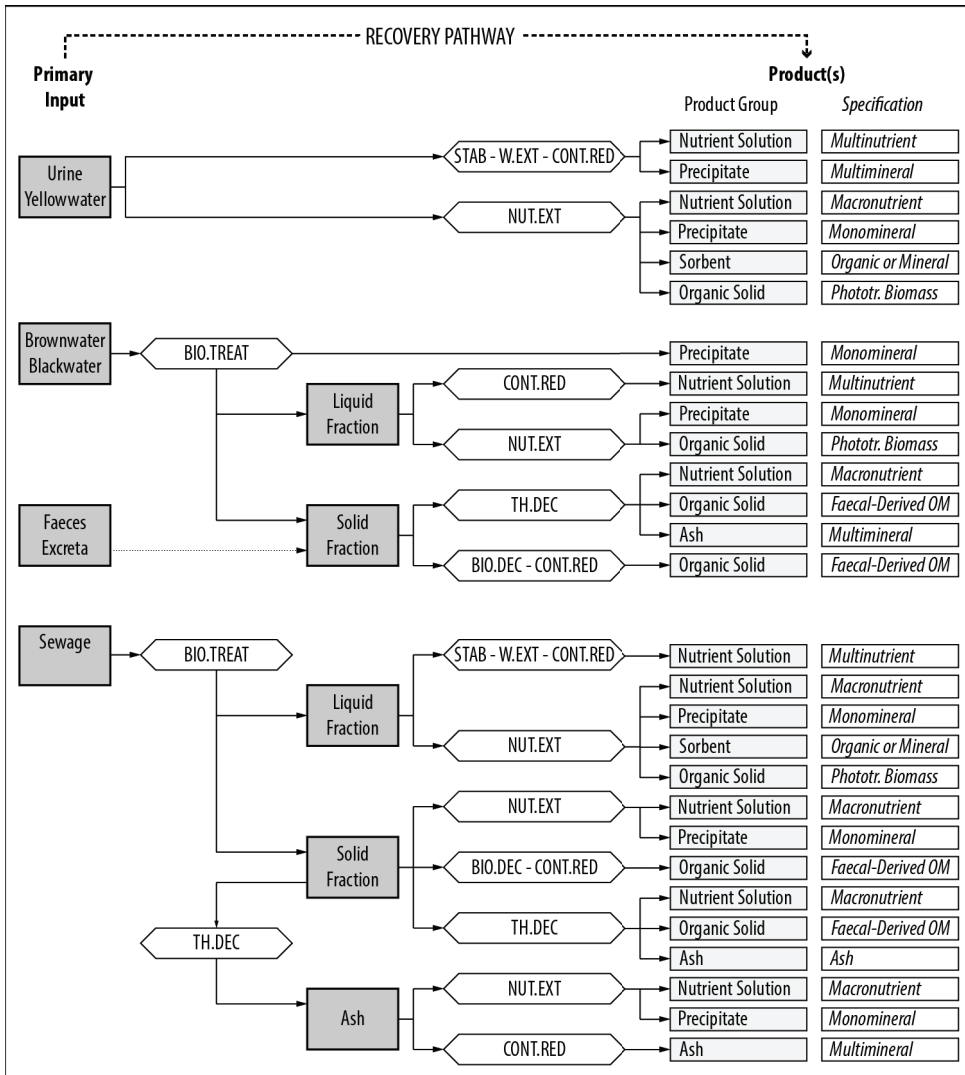 RECOVERY PATHWAY
Primary
Input
Product(s)
Product Group
Specification
Urine
Yellowwater
STAB - W.EXT - CONT.RED
Nutrient Solution
Multinutrient
Precipitate
Multimineral
NUT.EXT
Nutrient Solution
Macronutrient
Precipitate
Monomineral
Sorbent
Organic or Mineral
Organic Solid
Phototr. Biomass
Brownwater
Blackwater
BIO.TREAT
Precipitate
Monomineral
Liquid
Fraction
CONT.RED
Nutrient Solution
Multinutrient
NUT.EXT
Precipitate
Monomineral
Organic Solid
Phototr. Biomass
Faeces
Excreta
Solid
Fraction
TH.DEC
Nutrient Solution
Macronutrient
Organic Solid
Faecal-Derived OM
Ash
Multimineral
BIO.DEC - CONT.RED
Organic Solid
Faecal-Derived OM
Sewage
BIO.TREAT
Liquid
Fraction
STAB - W.EXT - CONT.RED
Nutrient Solution
Multinutrient
NUT.EXT
Nutrient Solution
Macronutrient
Precipitate
Monomineral
Sorbent
Organic or Mineral
Organic Solid
Phototr. Biomass
Solid
Fraction
NUT.EXT
Nutrient Solution
Macronutrient
Precipitate
Monomineral
BIO.DEC - CONT.RED
Organic Solid
Faecal-Derived OM
TH.DEC
Nutrient Solution
Macronutrient
Organic Solid
Faecal-Derived OM
Ash
Ash
TH.DEC
Ash
NUT.EXT
Nutrient Solution
Macronutrient
Precipitate
Monomineral
CONT.RED
Ash
Multimineral